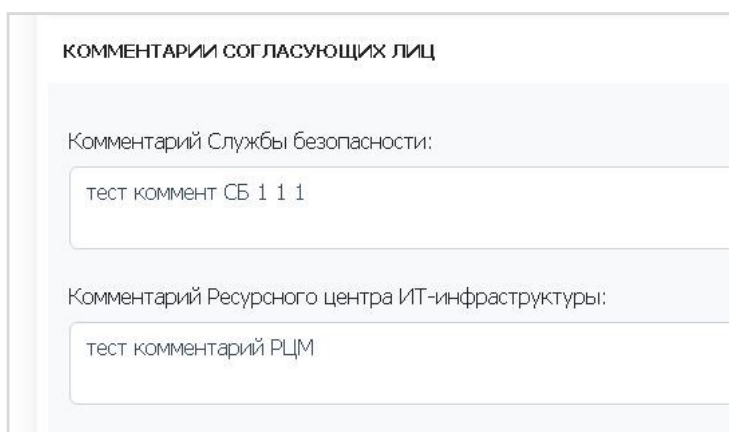 КОММЕНТАРИИ СОГЛАСУЮЩИХ ЛИЦ
Комментарий Службы безопасности:
тест коммент СБ 1 1 1
Комментарий Ресурсного центра ИТ-инфраструктуры:
тест комментарий РЦМ